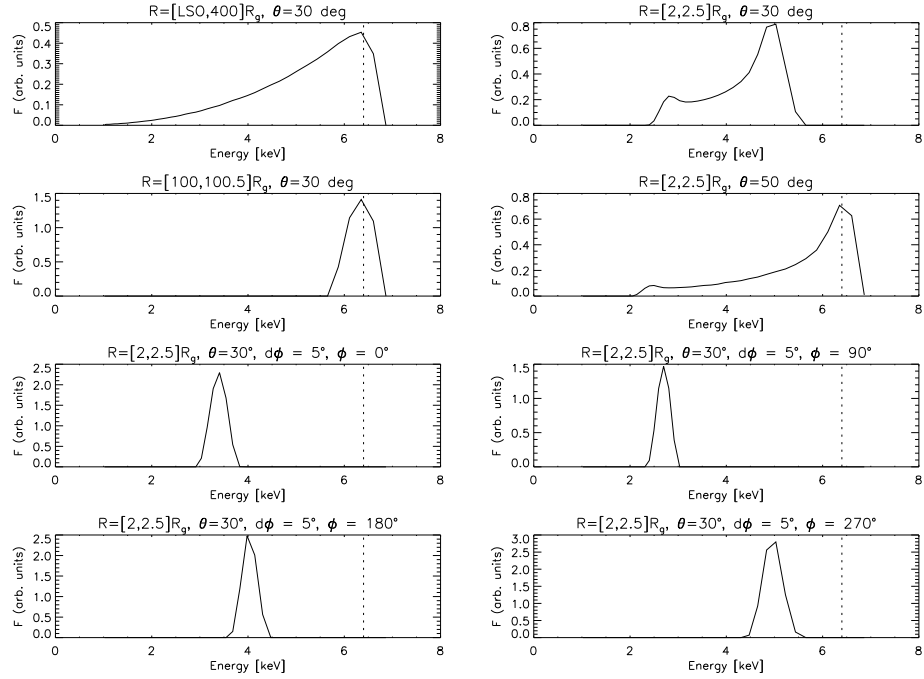 R=[LSO,400]R_g, θ=30 deg
F (arb. units)
0.5
0.4
0.3
0.2
0.1
0.0
0 2 4 6 8
Energy [keV]
R=[2,2.5]R_g, θ=30 deg
F (arb. units)
0.8
0.6
0.4
0.2
0.0
0 2 4 6 8
Energy [keV]
R=[100,100.5]R_g, θ=30 deg
F (arb. units)
1.5
1.0
0.5
0.0
0 2 4 6 8
Energy [keV]
R=[2,2.5]R_g, θ=50 deg
F (arb. units)
0.8
0.6
0.4
0.2
0.0
0 2 4 6 8
Energy [keV]
R=[2,2.5]R_g, θ=30°, dϕ = 5°, ϕ = 0°
F (arb. units)
2.5
2.0
1.5
1.0
0.5
0.0
0 2 4 6 8
Energy [keV]
R=[2,2.5]R_g, θ=30°, dϕ = 5°, ϕ = 90°
F (arb. units)
1.5
1.0
0.5
0.0
0 2 4 6 8
Energy [keV]
R=[2,2.5]R_g, θ=30°, dϕ = 5°, ϕ = 180°
F (arb. units)
2.5
2.0
1.5
1.0
0.5
0.0
0 2 4 6 8
Energy [keV]
R=[2,2.5]R_g, θ=30°, dϕ = 5°, ϕ = 270°
F (arb. units)
3.0
2.5
2.0
1.5
1.0
0.5
0.0
0 2 4 6 8
Energy [keV]